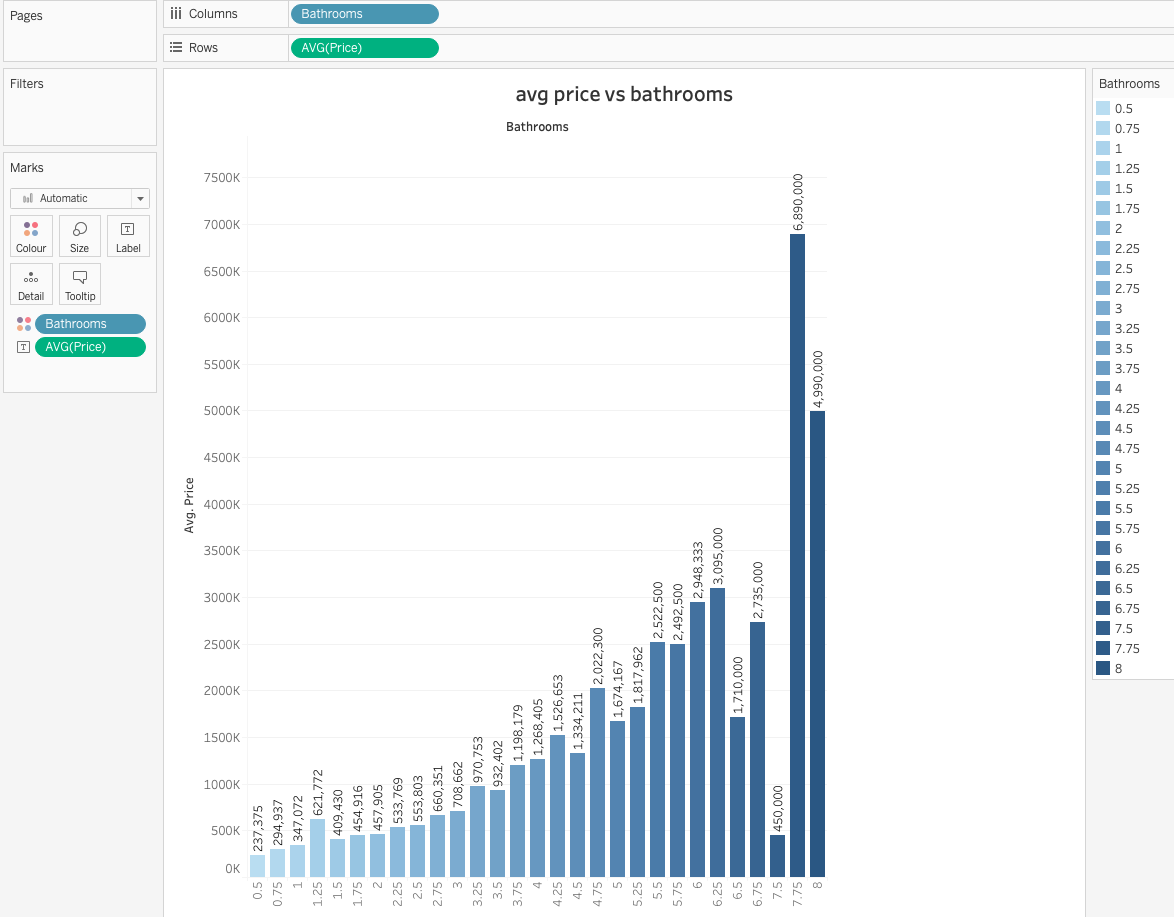 Pages
Columns
Bathrooms
Rows
AVG(Price)
Filters
Marks
Automatic
Colour
Size
Label
Detail
Tooltip
Bathrooms
AVG(Price)
avg price vs bathrooms
Bathrooms
Avg. Price
7500K
7000K
6500K
6000K
5500K
5000K
4500K
4000K
3500K
3000K
2500K
2000K
1500K
1000K
500K
0K
237,375
294,937
347,072
621,772
409,430
454,916
457,905
533,769
553,803
660,351
708,662
970,753
932,402
1,198,179
1,268,405
1,526,653
1,334,211
2,022,300
1,674,167
1,817,962
2,522,500
2,492,500
2,948,333
3,095,000
1,710,000
2,735,000
450,000
6,890,000
4,990,000
0.5
0.75
1
1.25
1.5
1.75
2
2.25
2.5
2.75
3
3.25
3.5
3.75
4
4.25
4.5
4.75
5
5.25
5.5
5.75
6
6.25
6.5
6.75
7.5
7.75
8
Bathrooms
0.5
0.75
1
1.25
1.5
1.75
2
2.25
2.5
2.75
3
3.25
3.5
3.75
4
4.25
4.5
4.75
5
5.25
5.5
5.75
6
6.25
6.5
6.75
7.5
7.75
8